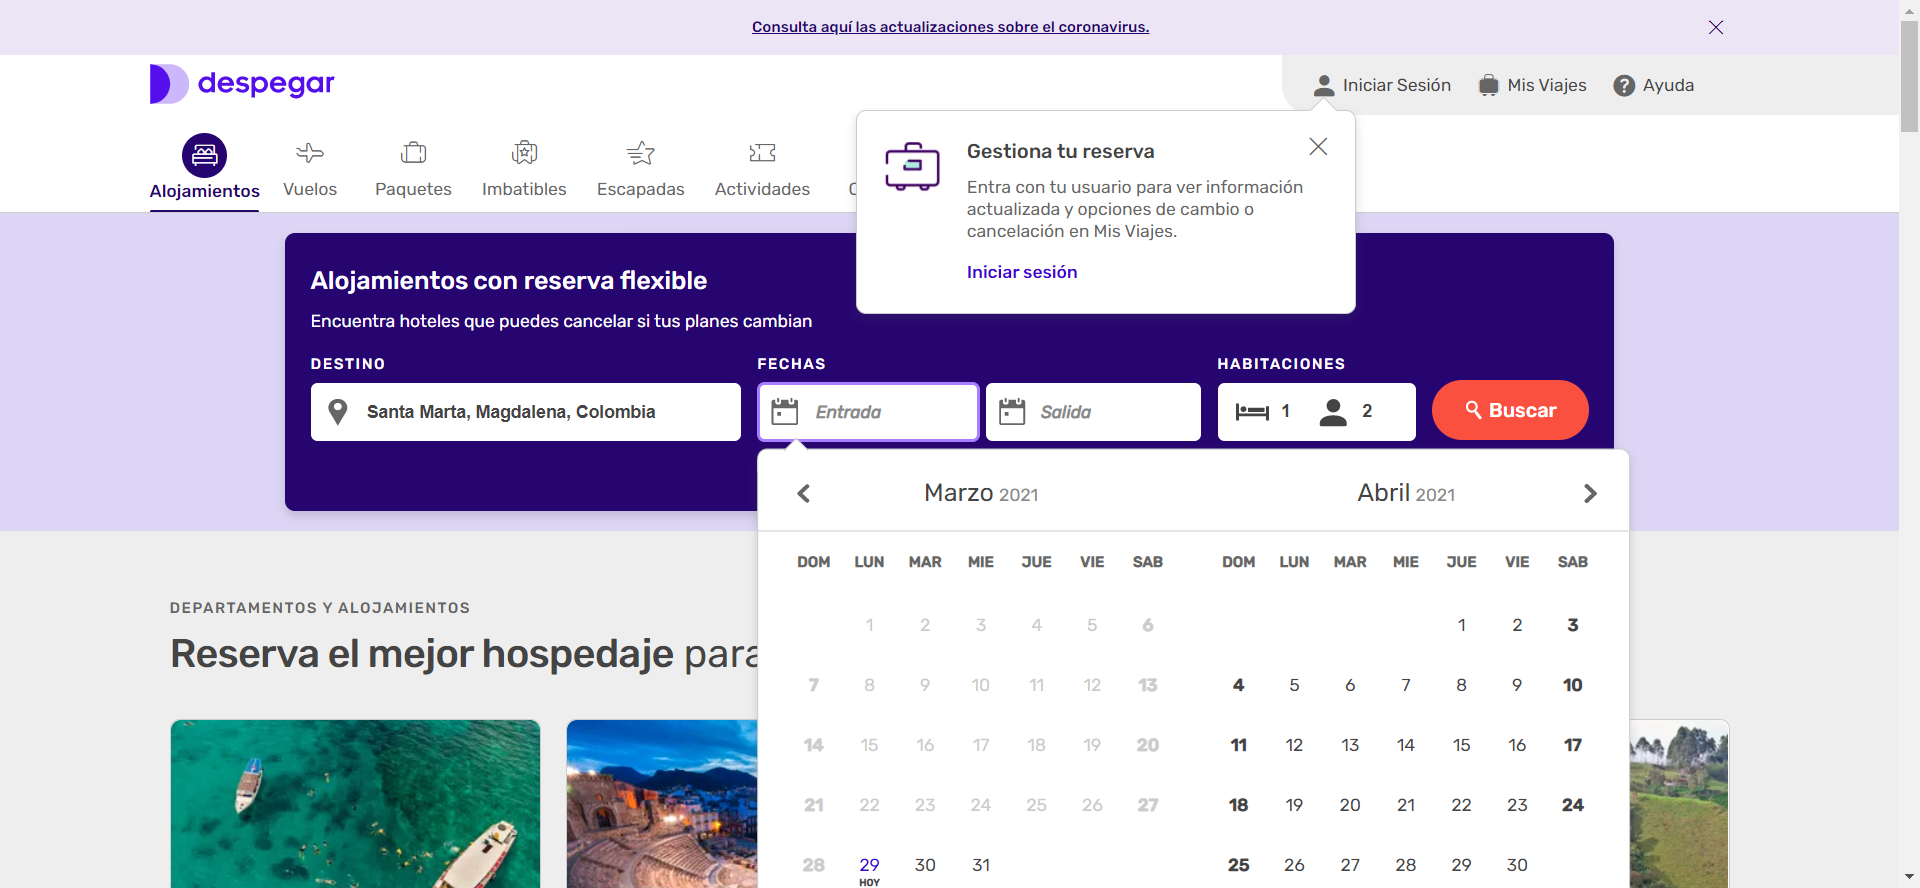 Consulta aquí las actualizaciones sobre el coronavirus.
despegar
Iniciar Sesión
Mis Viajes
? Ayuda
Alojamientos
Vuelos
Paquetes
Imbatibles
Escapadas
Actividades
Gestiona tu reserva
Entra con tu usuario para ver información
actualizada y opciones de cambio o
cancelación en Mis Viajes.
Iniciar sesión
Alojamientos con reserva flexible
Encuentra hoteles que puedes cancelar si tus planes cambian
DESTINO
FECHAS
HABITACIONES
Santa Marta, Magdalena, Colombia
Entrada
Salida
1
2
Buscar
Marzo 2021
DOM LUN MAR MIE JUE VIE SAB
1 2 3 4 5 6
7 8 9 10 11 12 13
14 15 16 17 18 19 20
21 22 23 24 25 26 27
28 29 30 31
HOY
Abril 2021
DOM LUN MAR MIE JUE VIE SAB
1 2 3
4 5 6 7 8 9 10
11 12 13 14 15 16 17
18 19 20 21 22 23 24
25 26 27 28 29 30
DEPARTAMENTOS Y ALOJAMIENTOS
Reserva el mejor hospedaje para